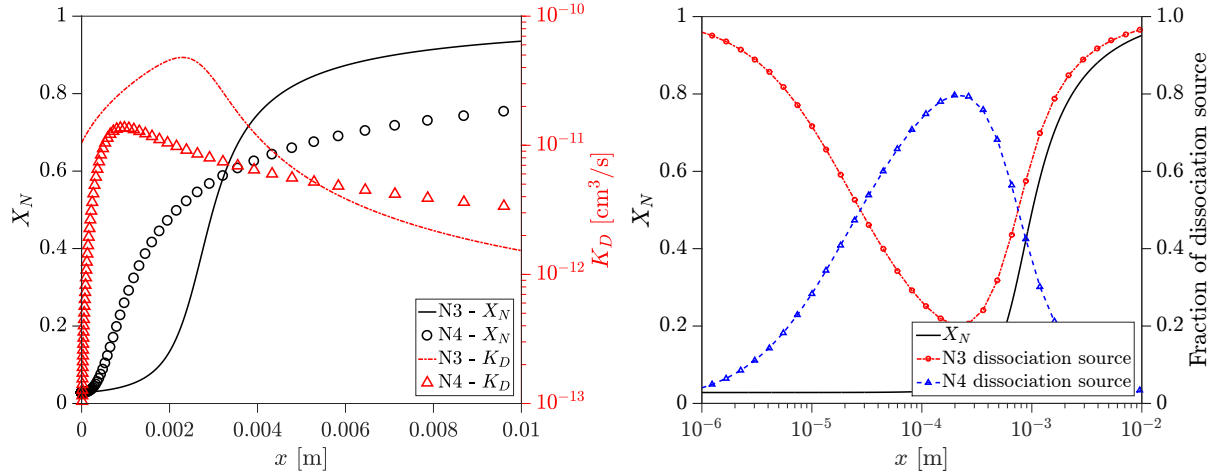 1
0.8
0.6
0.4
0.2
0
X_N
0 0.002 0.004 0.006 0.008 0.01
x [m]
10^-10
10^-11
10^-12
10^-13
K_D [cm^3/s]
N3 - X_N
N4 - X_N
N3 - K_D
N4 - K_D
1
0.8
0.6
0.4
0.2
0
X_N
10^-6 10^-5 10^-4 10^-3 10^-2
x [m]
1.0
0.8
0.6
0.4
0.2
0
Fraction of dissociation source
X_N
N3 dissociation source
N4 dissociation source